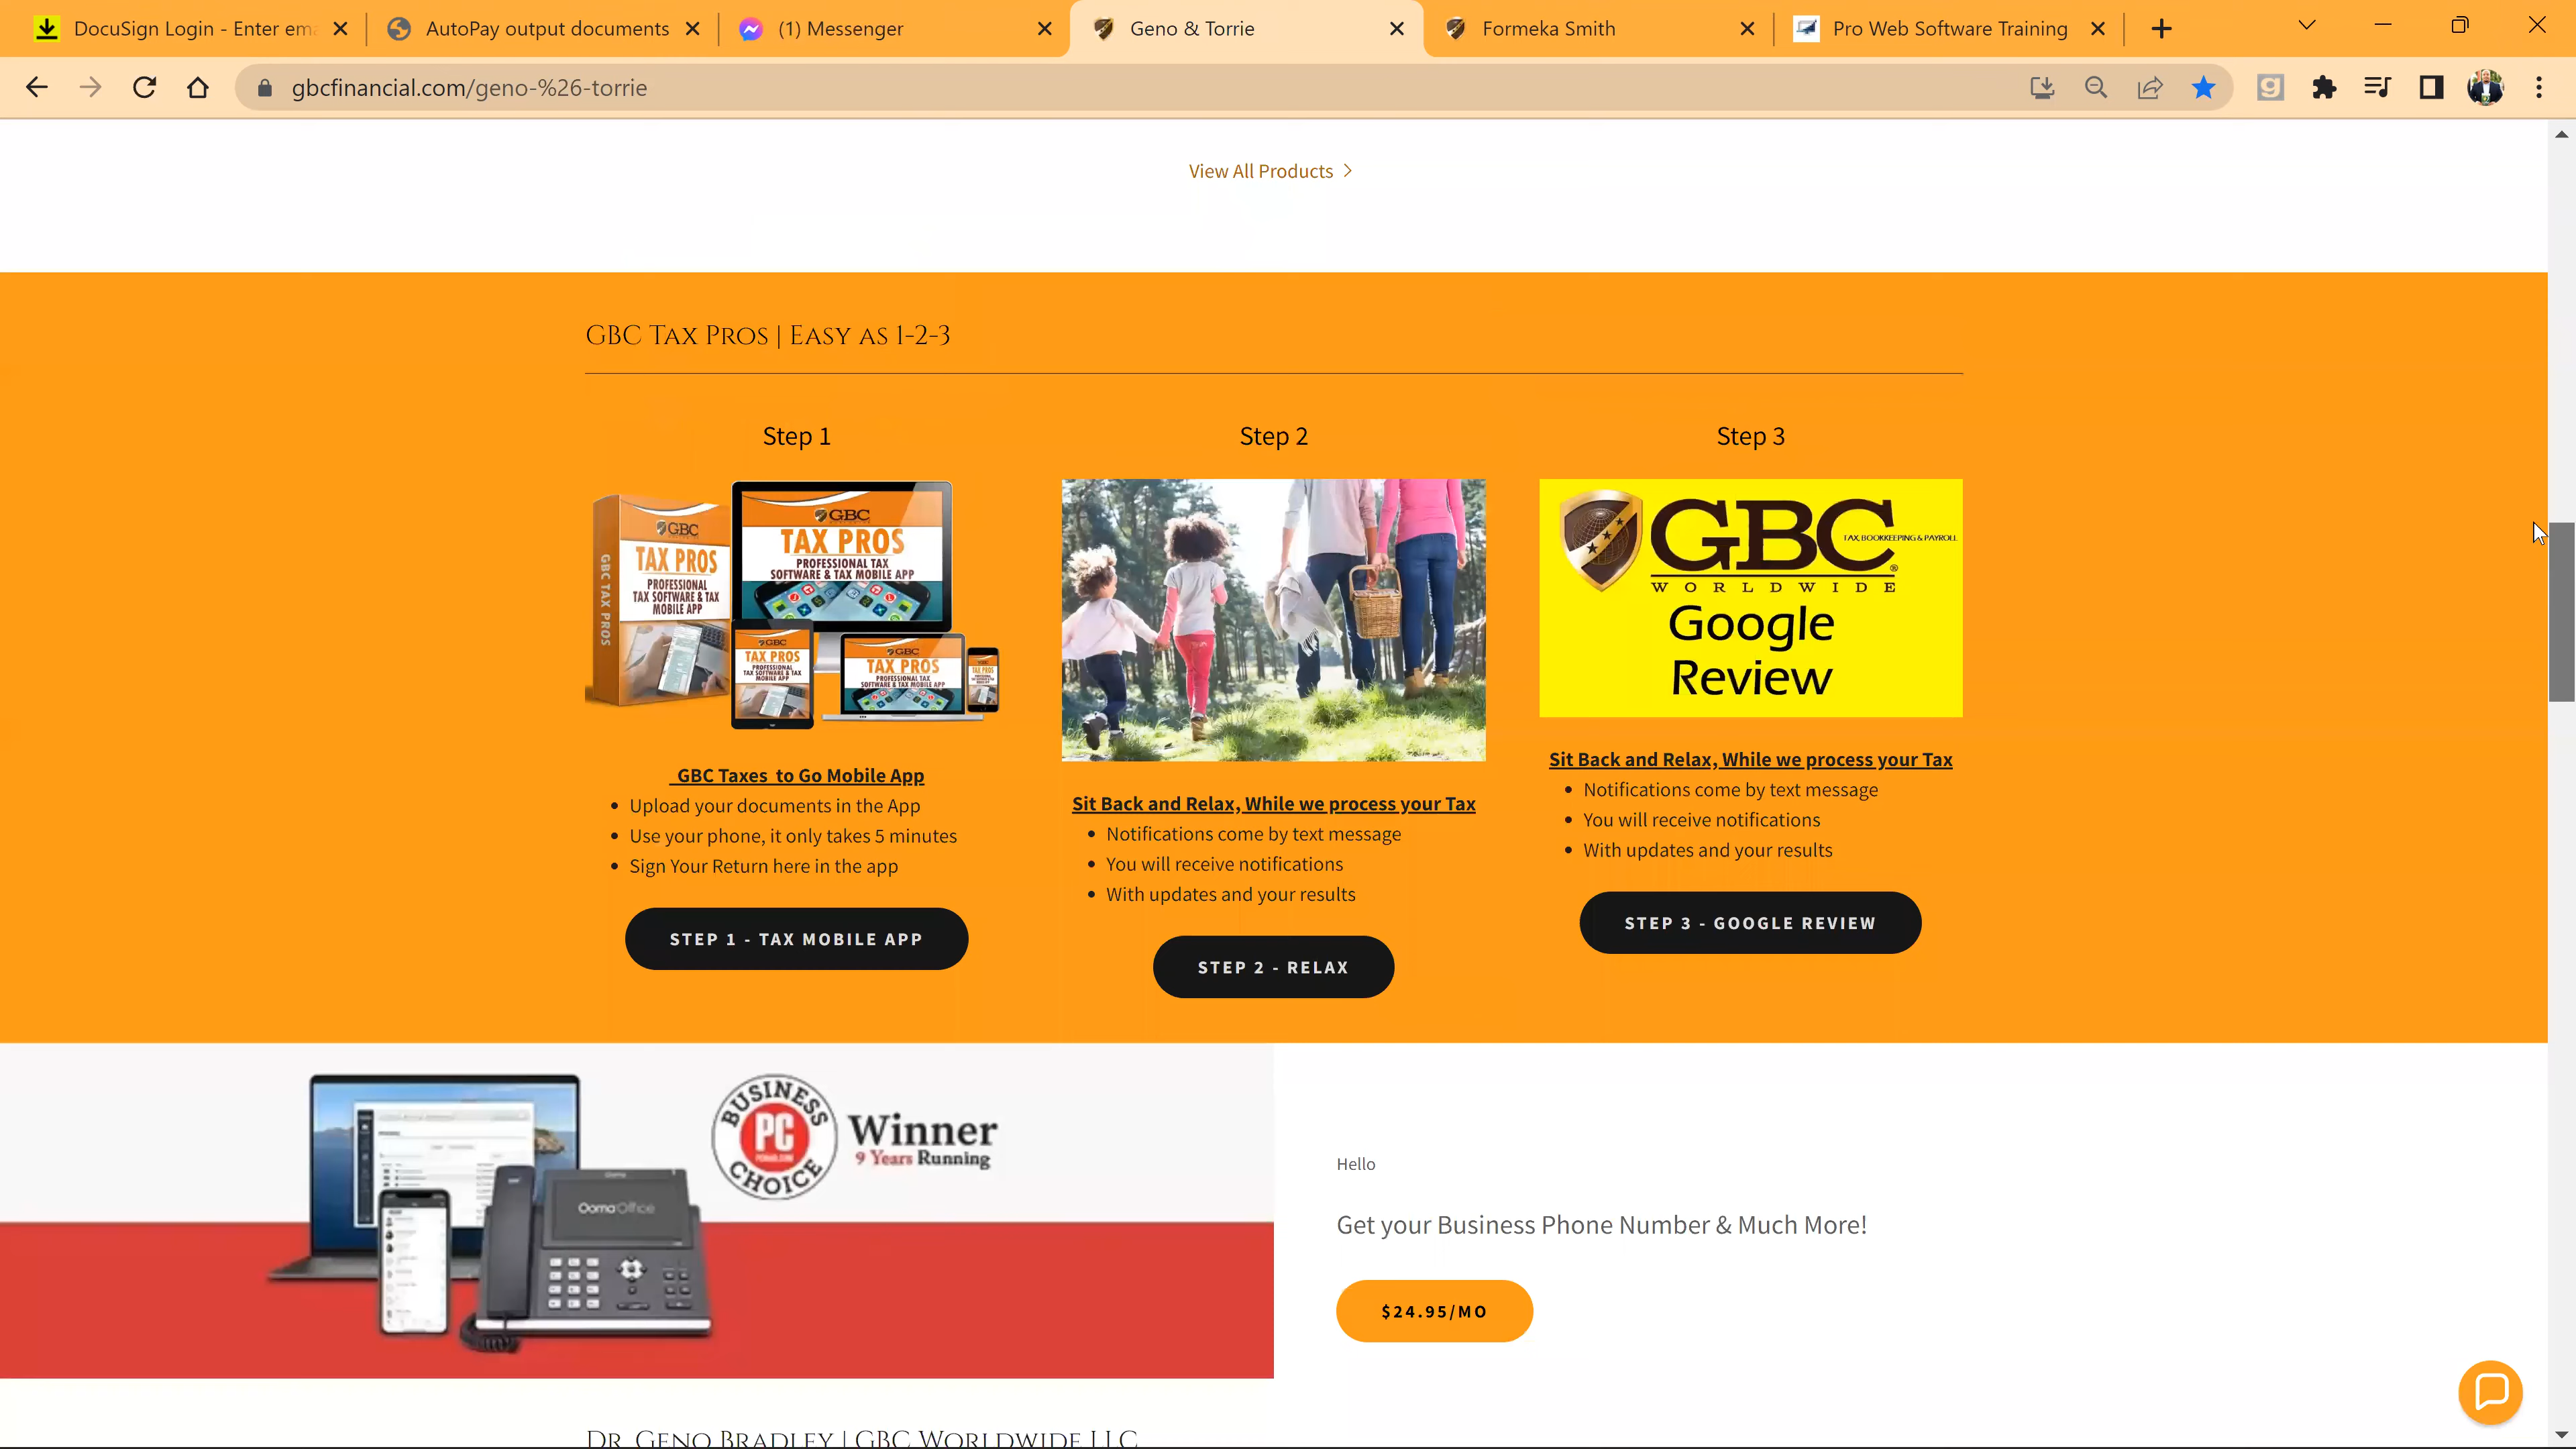 DocuSign Login - Enter ema
AutoPay output documents
(1) Messenger
Geno & Torrie
Formeka Smith
Pro Web Software Training
gbcfinancial.com/geno-%26-torrie
View All Products
GBC Tax Pros | Easy as 1-2-3
Step 1
Step 2
Step 3
GBC
TAX PROS
PROFESSIONAL
TAX SOFTWARE & TAX
MOBILE APP
GBC TAX PROS
GBC
TAX PROS
PROFESSIONAL TAX
SOFTWARE & TAX MOBILE APP
GBC
TAX PROS
PROFESSIONAL TAX
SOFTWARE & TAX
MOBILE APP
GBC
TAX PROS
PROFESSIONAL TAX
SOFTWARE & TAX MOBILE APP
GBC
TAX, BOOKKEEPING & PAYROLL
WORLDWIDE®
Google
Review
GBC Taxes to Go Mobile App
• Upload your documents in the App
• Use your phone, it only takes 5 minutes
• Sign Your Return here in the app
STEP 1 - TAX MOBILE APP
Sit Back and Relax, While we process your Tax
• Notifications come by text message
• You will receive notifications
• With updates and your results
STEP 2 - RELAX
Sit Back and Relax, While we process your Tax
• Notifications come by text message
• You will receive notifications
• With updates and your results
STEP 3 - GOOGLE REVIEW
BUSINESS
PC
CHOICE
Winner
9 Years Running
Ooma Office
Hello
Get your Business Phone Number & Much More!
$24.95/MO
Dr. Geno Bradley | GBC Worldwide LLC